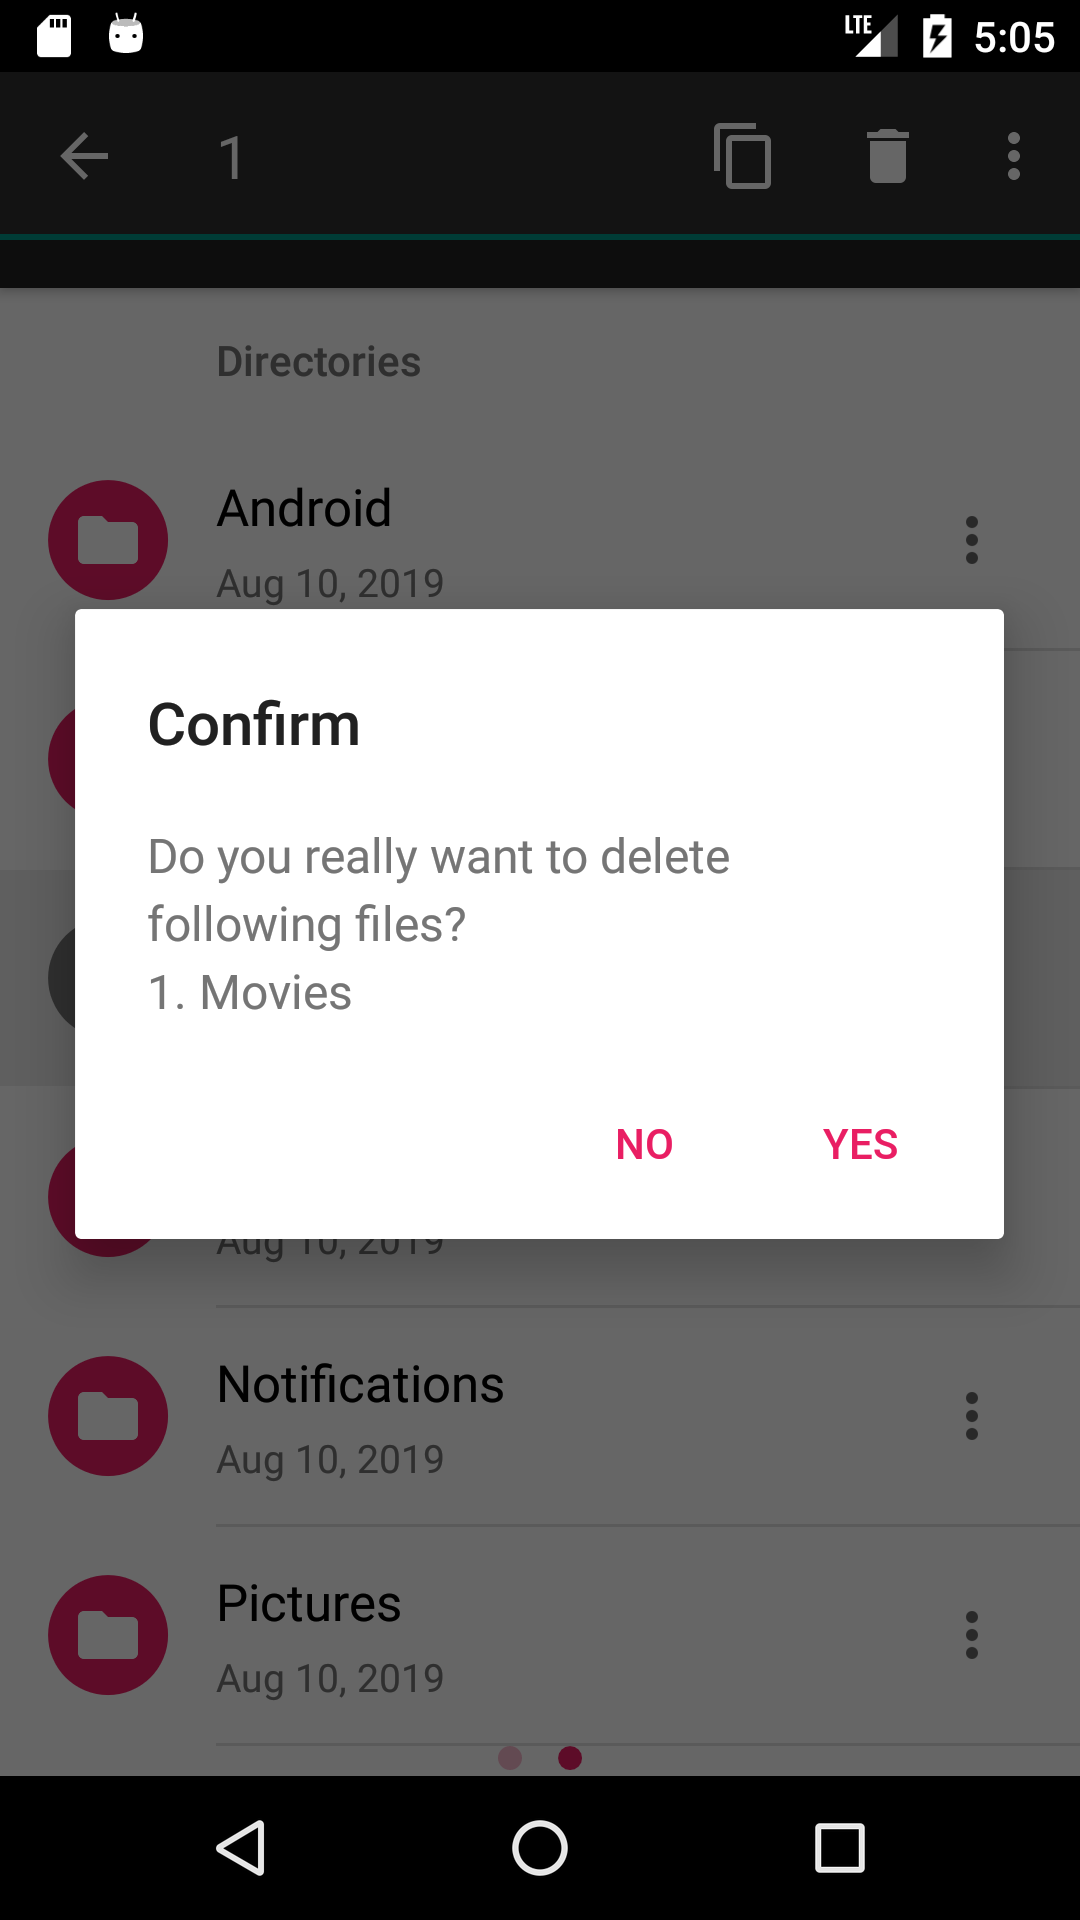 LTE 5:05
1
Directories
Android
Aug 10, 2019
Confirm
Do you really want to delete
following files?
1. Movies
NO YES
Aug 10, 2019
Notifications
Aug 10, 2019
Pictures
Aug 10, 2019